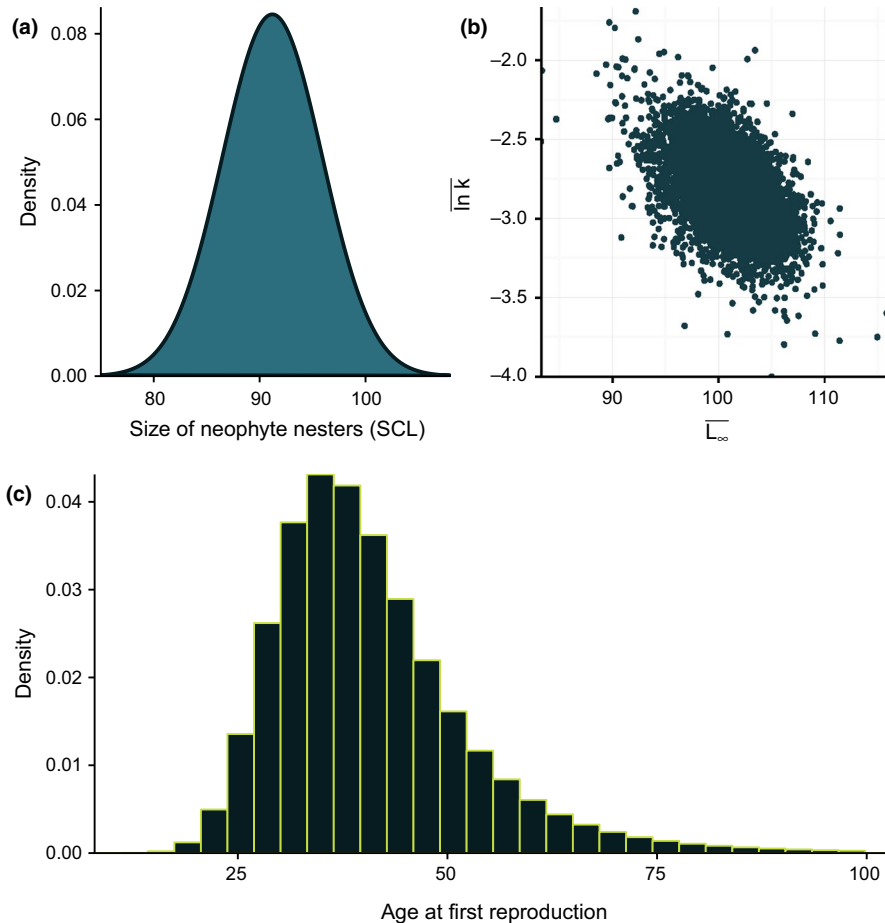 (a)
0.08
0.06
0.04
0.02
0.00
Density
80 90 100
Size of neophyte nesters (SCL)
(b)
−2.0
−2.5
−3.0
−3.5
−4.0
ln k
90 100 110
L∞
(c)
0.04
0.03
0.02
0.01
0.00
Density
25 50 75 100
Age at first reproduction